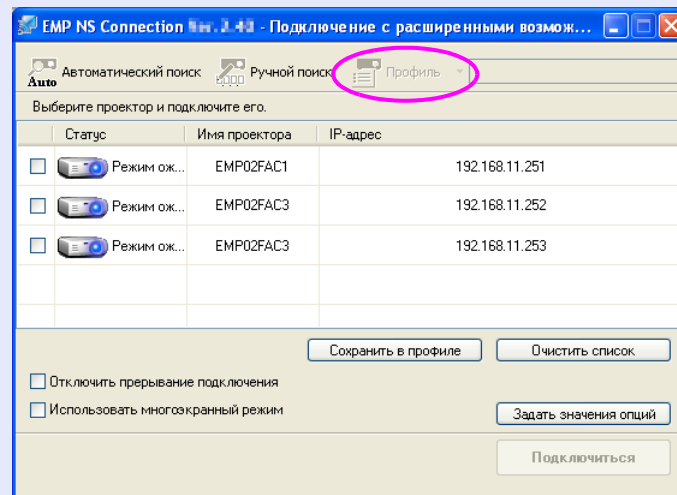 EMP NS Connection - Подключение с расширенными возмож...
Auto Автоматический поиск Ручной поиск Профиль
Выберите проектор и подключите его.
Статус Имя проектора IP-адрес
Режим ож... EMP02FAC1 192.168.11.251
Режим ож... EMP02FAC3 192.168.11.252
Режим ож... EMP02FAC3 192.168.11.253
Сохранить в профиле Очистить список
Отключить прерывание подключения
Использовать многоэкранный режим
Задать значения опций
Подключиться